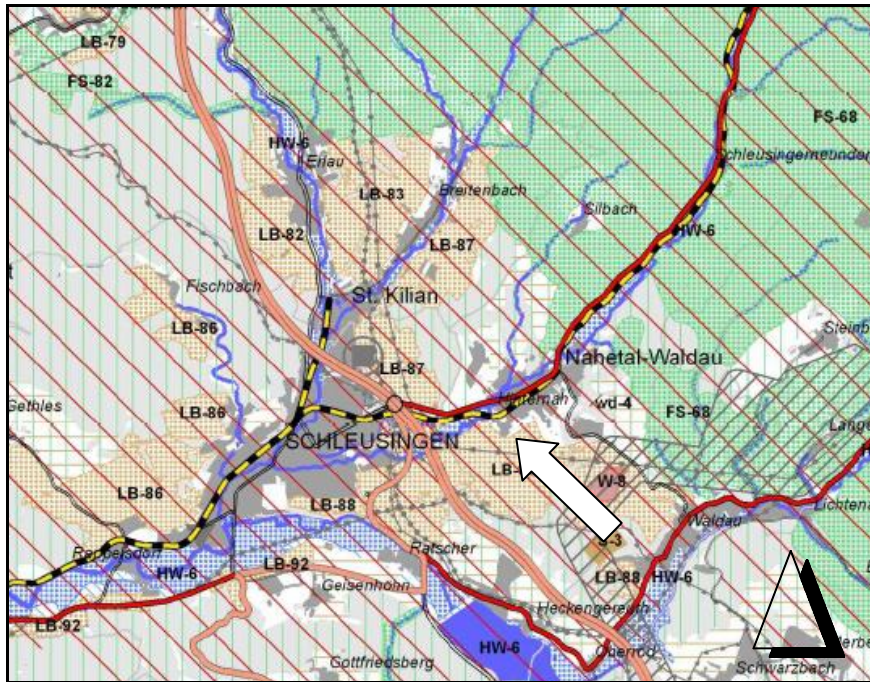 LB-79
FS-82
HW-6
Erlau
LB-83
Breitenbach
FS-68
Silbach
LB-82
LB-87
HW-6
Fischbach
St. Kilian
LB-86
LB-87
Nahetal-Waldau
Gethles
LB-86
wd-4
FS-68
SCHLEUSINGEN
LB-86
LB-88
W-8
Waldau
Ratscher
HW-6
LB-92
Geisenhöhn
LB-88
HW-6
LB-92
Heckengereuth
HW-6
Gottfriedsberg
Schwarzbach